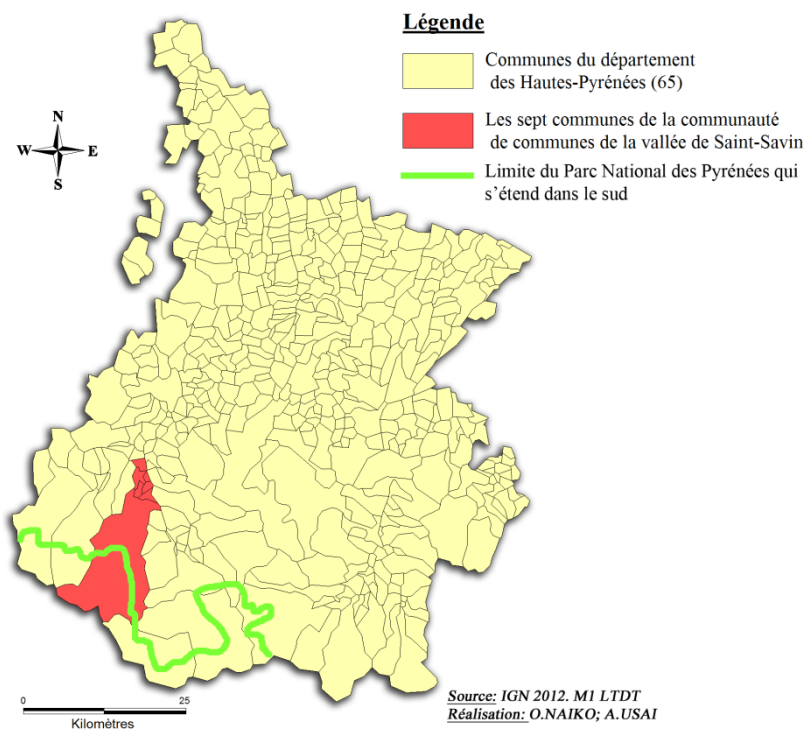 Légende
Communes du département
des Hautes-Pyrénées (65)
Les sept communes de la communauté
de communes de la vallée de Saint-Savin
Limite du Parc National des Pyrénées qui
s'étend dans le sud
N
W E
S
0 25
Kilomètres
Source: IGN 2012. M1 LTDT
Réalisation: O.NAIKO; A.USAI